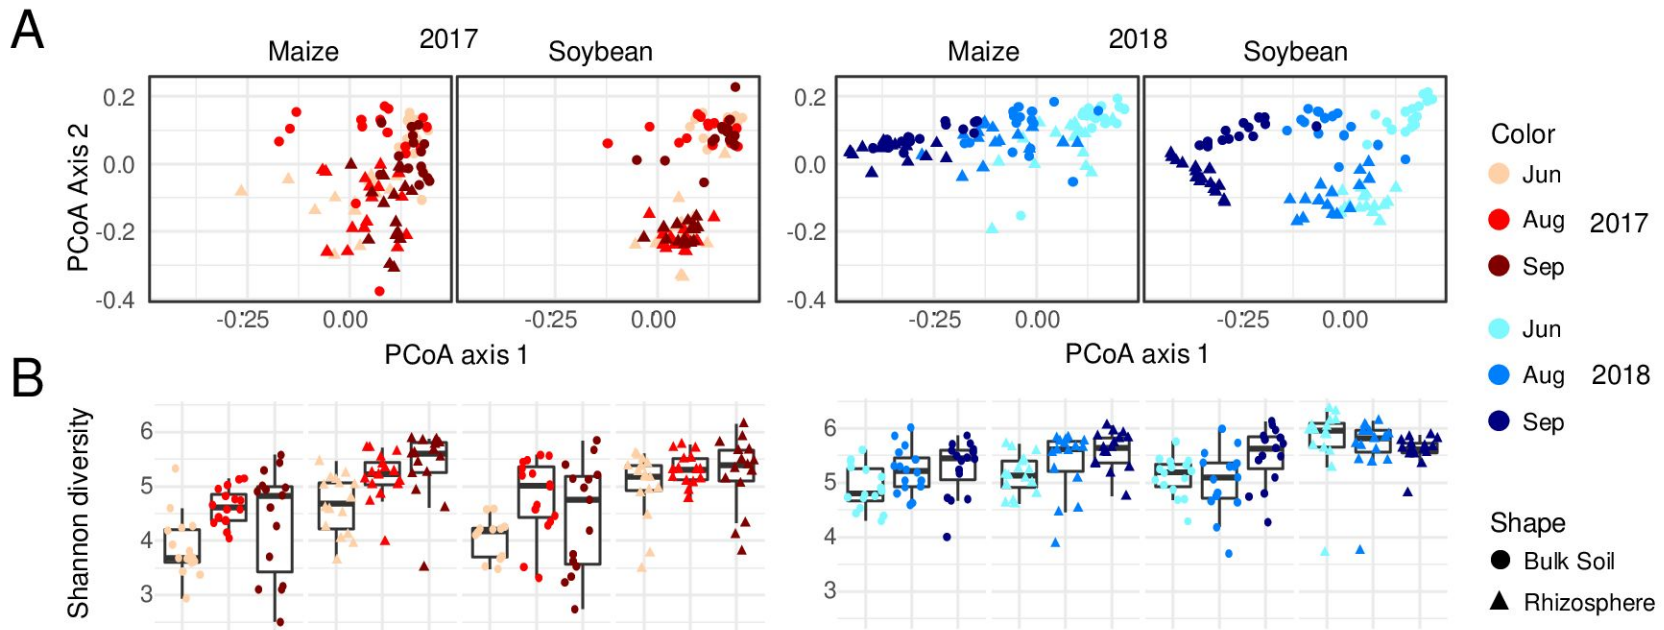 A
2017
Maize
Soybean
2018
Maize
Soybean
PCoA Axis 2
0.2
0.0
-0.2
-0.4
-0.25
0.00
-0.25
0.00
PCoA axis 1
0.2
0.0
-0.2
-0.4
-0.25
0.00
-0.25
0.00
PCoA axis 1
Color
Jun
Aug
2017
Sep
Jun
Aug
2018
Sep
B
Shannon diversity
6
5
4
3
6
5
4
3
Shape
Bulk Soil
Rhizosphere